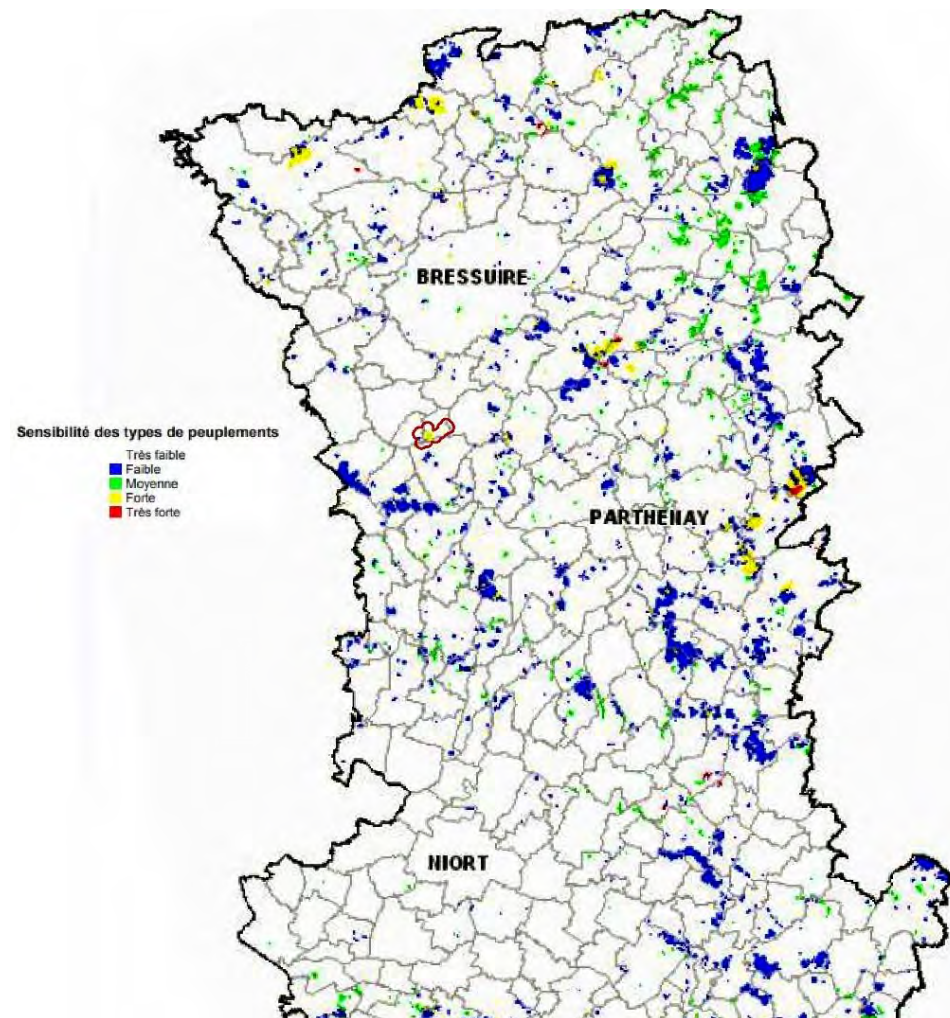 BRESSUIRE
Sensibilité des types de peuplements
Très faible
Faible
Moyenne
Forte
Très forte
PARTHENAY
NIORT